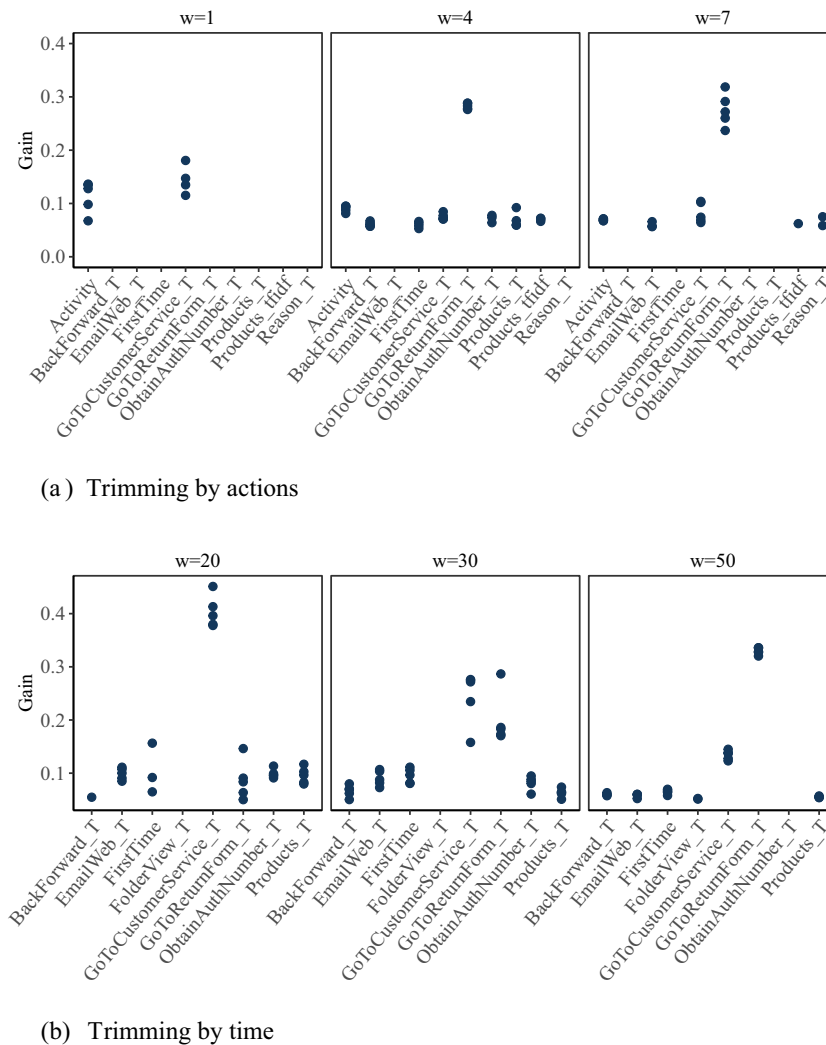 w=1
w=4
w=7
0.4
0.3
0.2
0.1
0.0
Gain
Activity
BackForward_T
EmailWeb_T
FirstTime
GoToCustomerService_T
GoToReturnForm_T
ObtainAuthNumber_T
Products_T
Products_tfidf
Reason_T
Activity
BackForward_T
EmailWeb_T
FirstTime
GoToCustomerService_T
GoToReturnForm_T
ObtainAuthNumber_T
Products_T
Products_tfidf
Reason_T
Activity
BackForward_T
EmailWeb_T
FirstTime
GoToCustomerService_T
GoToReturnForm_T
ObtainAuthNumber_T
Products_T
Products_tfidf
Reason_T
(a) Trimming by actions
w=20
w=30
w=50
0.4
0.3
0.2
0.1
Gain
BackForward_T
EmailWeb_T
FirstTime
FolderView_T
GoToCustomerService_T
GoToReturnForm_T
ObtainAuthNumber_T
Products_T
BackForward_T
EmailWeb_T
FirstTime
FolderView_T
GoToCustomerService_T
GoToReturnForm_T
ObtainAuthNumber_T
Products_T
BackForward_T
EmailWeb_T
FirstTime
FolderView_T
GoToCustomerService_T
GoToReturnForm_T
ObtainAuthNumber_T
Products_T
(b) Trimming by time